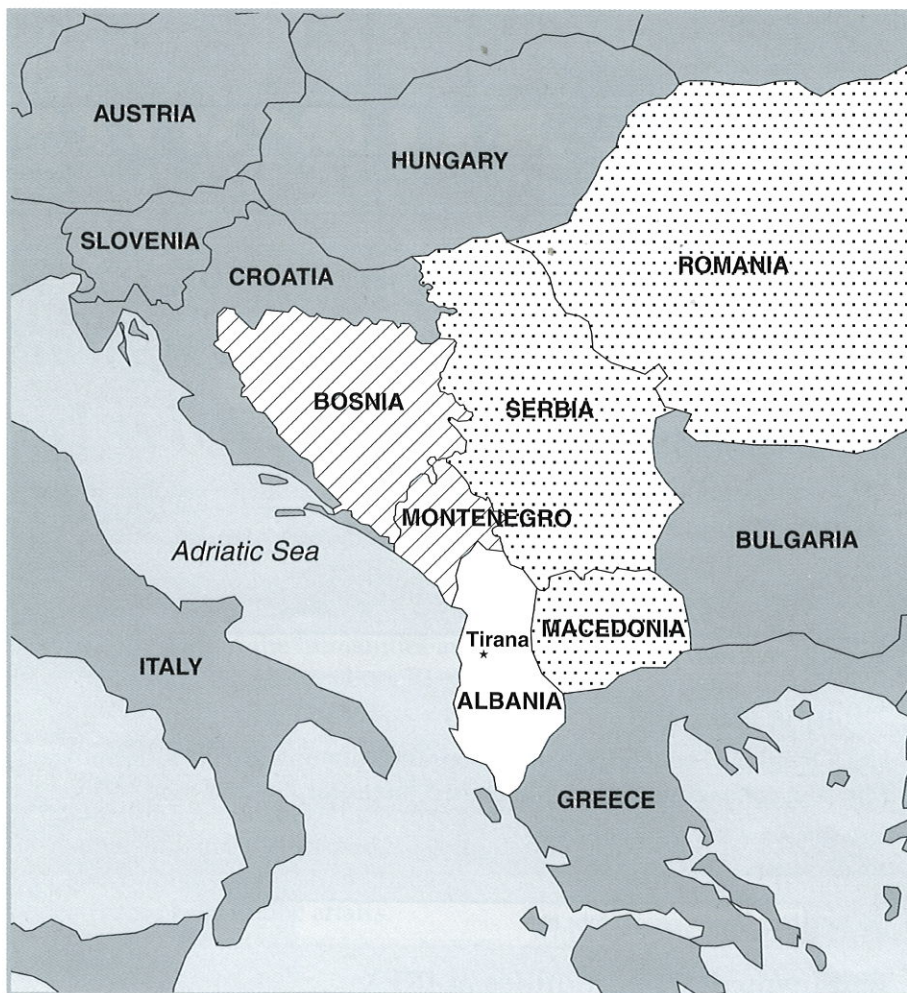 AUSTRIA
HUNGARY
SLOVENIA
CROATIA
ROMANIA
BOSNIA
SERBIA
MONTENEGRO
Adriatic Sea
BULGARIA
Tirana
MACEDONIA
ITALY
ALBANIA
GREECE